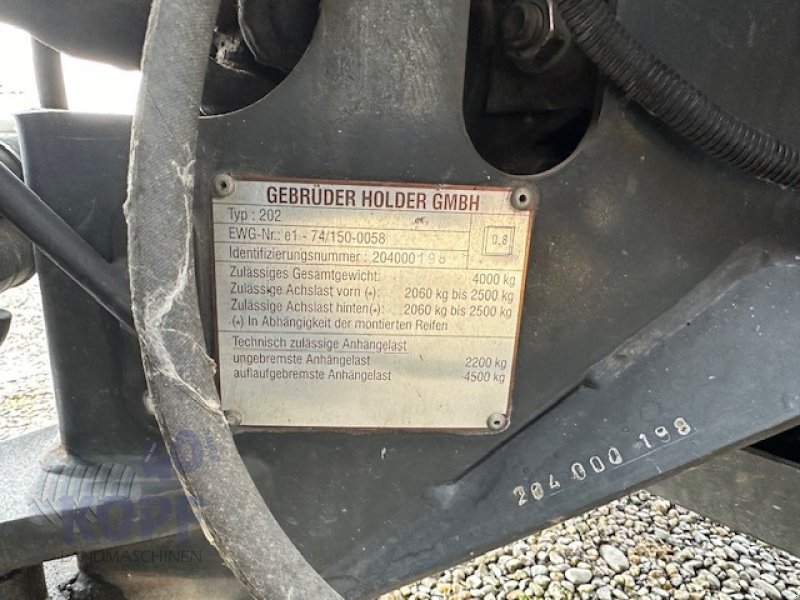 GEBRÜDER HOLDER GMBH
Typ : 202
EWG-Nr.: e1 - 74/150-0058
0,8
Identifizierungsnummer : 204000198
Zulässiges Gesamtgewicht: 4000 kg
Zulässige Achslast vorn (•): 2060 kg bis 2500 kg
Zulässige Achslast hinten(•): 2060 kg bis 2500 kg
(•) In Abhängigkeit der montierten Reifen
Technisch zulässige Anhängelast
ungebremste Anhängelast 2200 kg
auflaufgebremste Anhängelast 4500 kg
204 000 198
KOPF
LANDMASCHINEN